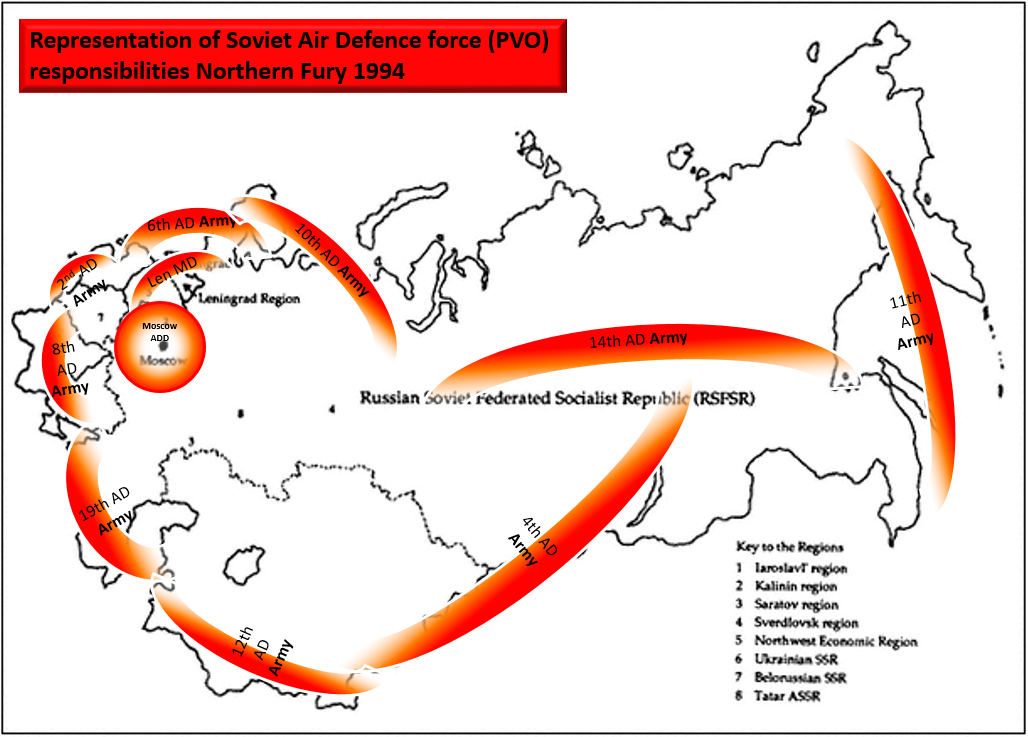 Representation of Soviet Air Defence force (PVO)
responsibilities Northern Fury 1994
6th AD Army
10th AD Army
2nd AD
Army
Len MD
Leningrad Region
7
Moscow
ADD
Moscow
8th
AD
Army
14th AD Army
11th
AD
Army
Russian Soviet Federated Socialist Republic (RSFSR)
8
4
3
19th AD
Army
4th AD
Army
12th
AD
Army
Key to the Regions
1 Iaroslavl' region
2 Kalinin region
3 Saratov region
4 Sverdlovsk region
5 Northwest Economic Region
6 Ukrainian SSR
7 Belorussian SSR
8 Tatar ASSR